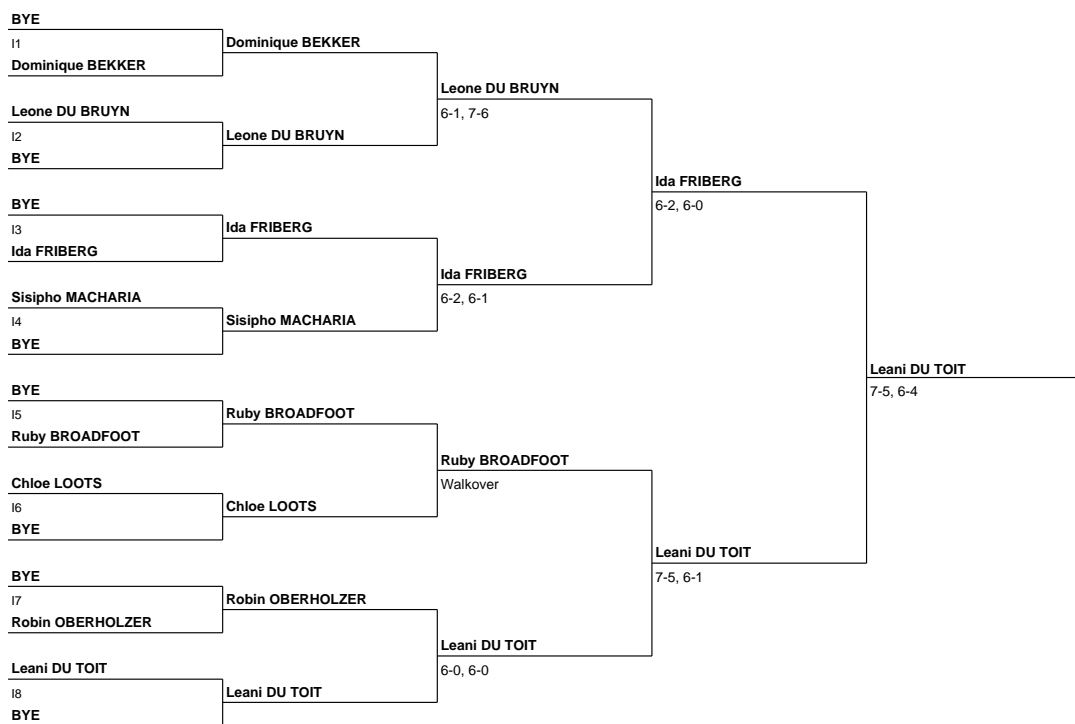 BYE
I1
Dominique BEKKER
Leone DU BRUYN
I2
BYE
BYE
I3
Ida FRIBERG
Sisipho MACHARIA
I4
BYE
BYE
I5
Ruby BROADFOOT
Chloe LOOTS
I6
BYE
BYE
I7
Robin OBERHOLZER
Leani DU TOIT
I8
BYE
Dominique BEKKER
Leone DU BRUYN
Ida FRIBERG
Sisipho MACHARIA
Ruby BROADFOOT
Chloe LOOTS
Robin OBERHOLZER
Leani DU TOIT
Leone DU BRUYN
6-1, 7-6
Ida FRIBERG
6-2, 6-1
Ruby BROADFOOT
Walkover
Leani DU TOIT
6-0, 6-0
Ida FRIBERG
6-2, 6-0
Leani DU TOIT
7-5, 6-1
Leani DU TOIT
7-5, 6-4